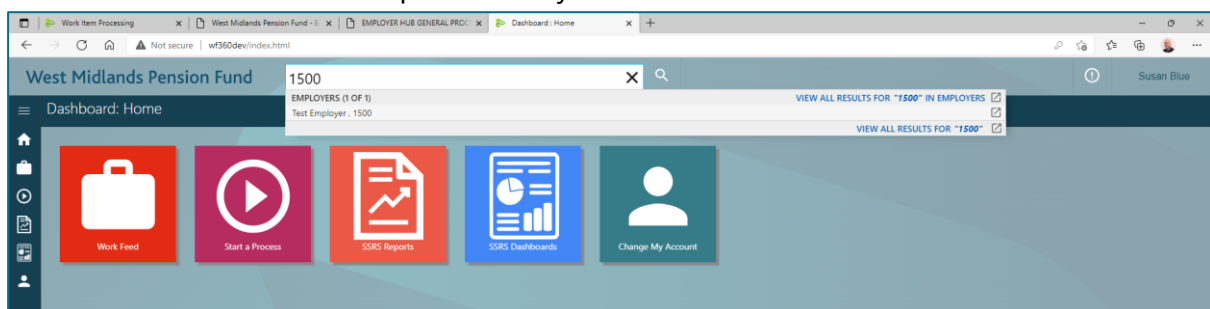 Work Item Processing
West Midlands Pension Fund - E
EMPLOYER HUB GENERAL PROC
Dashboard : Home
Not secure | wf360dev/index.html
West Midlands Pension Fund
1500
Susan Blue
Dashboard: Home
EMPLOYERS (1 OF 1)
VIEW ALL RESULTS FOR "1500" IN EMPLOYERS
Test Employer , 1500
VIEW ALL RESULTS FOR "1500"
Work Feed
Start a Process
SSRS Reports
SSRS Dashboards
Change My Account